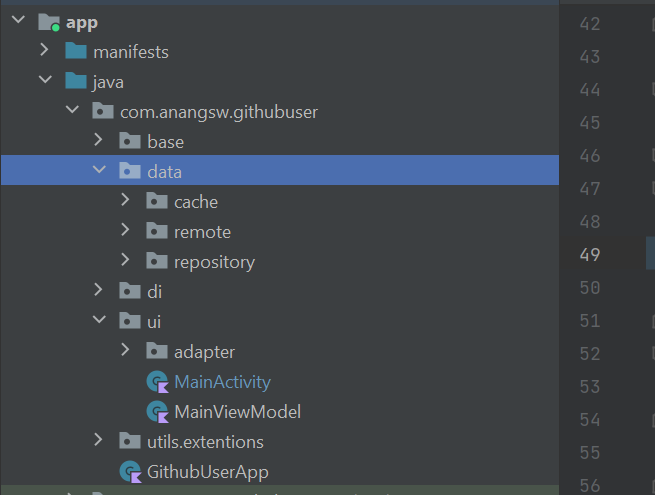 app
manifests
java
com.anangsw.githubuser
base
data
cache
remote
repository
di
ui
adapter
MainActivity
MainViewModel
utils.extentions
GithubUserApp
42
43
44
45
46
47
48
49
50
51
52
53
54
55
56